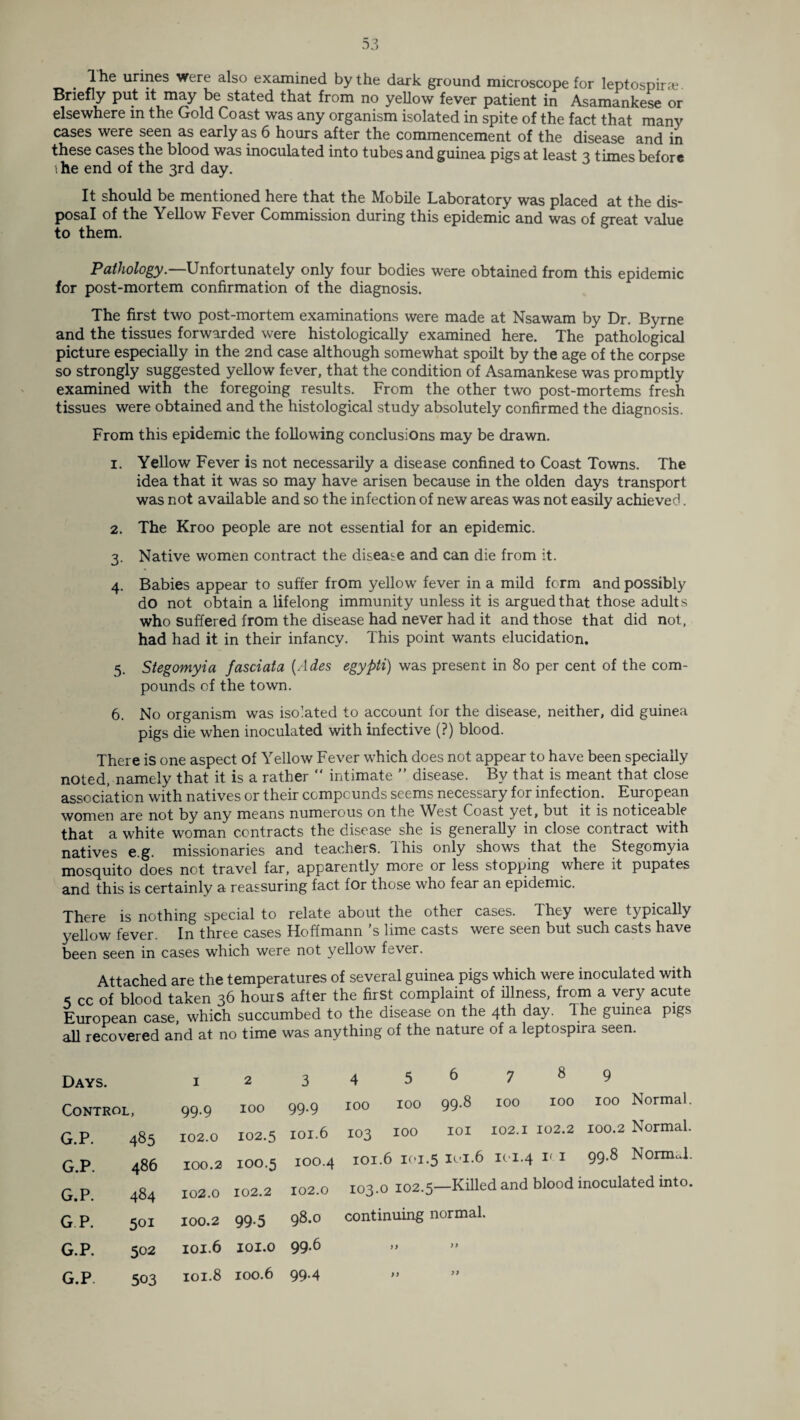 53
The urines were also examined by the dark ground microscope for leptospiræ.
Briefly put it may be stated that from no yellow fever patient in Asamankese or
elsewhere in the Gold Coast was any organism isolated in spite of the fact that many
cases were seen as early as 6 hours after the commencement of the disease and in
these cases the blood was inoculated into tubes and guinea pigs at least 3 times before
the end of the 3rd day.
It should be mentioned here that the Mobile Laboratory was placed at the dis-
posal of the Yellow Fever Commission during this epidemic and was of great value
to them.
Pathology.—Unfortunately only four bodies were obtained from this epidemic
for post-mortem confirmation of the diagnosis.
The first two post-mortem examinations were made at Nsawam by Dr. Byrne
and the tissues forwarded were histologically examined here. The pathological
picture especially in the 2nd case although somewhat spoilt by the age of the corpse
so strongly suggested yellow fever, that the condition of Asamankese was promptly
examined with the foregoing results. From the other two post-mortems fresh
tissues were obtained and the histological study absolutely confirmed the diagnosis.
From this epidemic the following conclusions may be drawn.
1. Yellow Fever is not necessarily a disease confined to Coast Towns. The
idea that it was so may have arisen because in the olden days transport
was not available and so the infection of new areas was not easily achieved.
2. The Kroo people are not essential for an epidemic.
3. Native women contract the disease and can die from it.
4. Babies appear to suffer from yellow fever in a mild form and possibly
do not obtain a lifelong immunity unless it is argued that those adults
who suffered from the disease had never had it and those that did not,
had had it in their infancy. This point wants elucidation.
5. Stegomyia fasciata (Ades egypti) was present in 80 per cent of the com-
pounds of the town.
6. No organism was isolated to account for the disease, neither, did guinea
pigs die when inoculated with infective (?) blood.
There is one aspect of Yellow Fever which does not appear to have been specially
noted, namely that it is a rather " intimate " disease. By that is meant that close
association with natives or their compounds seems necessary for infection. European
women are not by any means numerous on the West Coast yet, but it is noticeable
that a white woman contracts the disease she is generally in close contract with
natives e.g. missionaries and teachers. This only shows that the Stegomyia
mosquito does not travel far, apparently more or less stopping where it pupates
and this is certainly a reassuring fact for those who fear an epidemic.
There is nothing special to relate about the other cases. They were typically
yellow fever. In three cases Hoffmann 's lime casts were seen but such casts have
been seen in cases which were not yellow fever.
Attached are the temperatures of several guinea pigs which were inoculated with
5 cc of blood taken 36 hours after the first complaint of illness, from a very acute
European case, which succumbed to the disease on the 4th day. The guinea pigs
all recovered and at no time was anything of the nature of a leptospira seen.
Days. 1 2 3 4 5 6 7 8 9
Control, 99.9 100 99.9 100 100 99.8 100 100 100 Normal.
G.P. 485 102.0 102.5 101.6 103 100 101 102.1 102.2 100.2 Normal.
G.P. 486 100.2 100.5 100.4 101.6 101.5 101.6 101.4 101 99.8 Normal.
G.P. 484 102.0 102.2 102.0 103.0 102.5—Killed and blood inoculated into.
G P. 501 100.2 99.5 98.0 continuing normal.
G.P. 502 101.6 101.0 99.6 " "
G.P. 503 101.8 100.6 99.4 " "